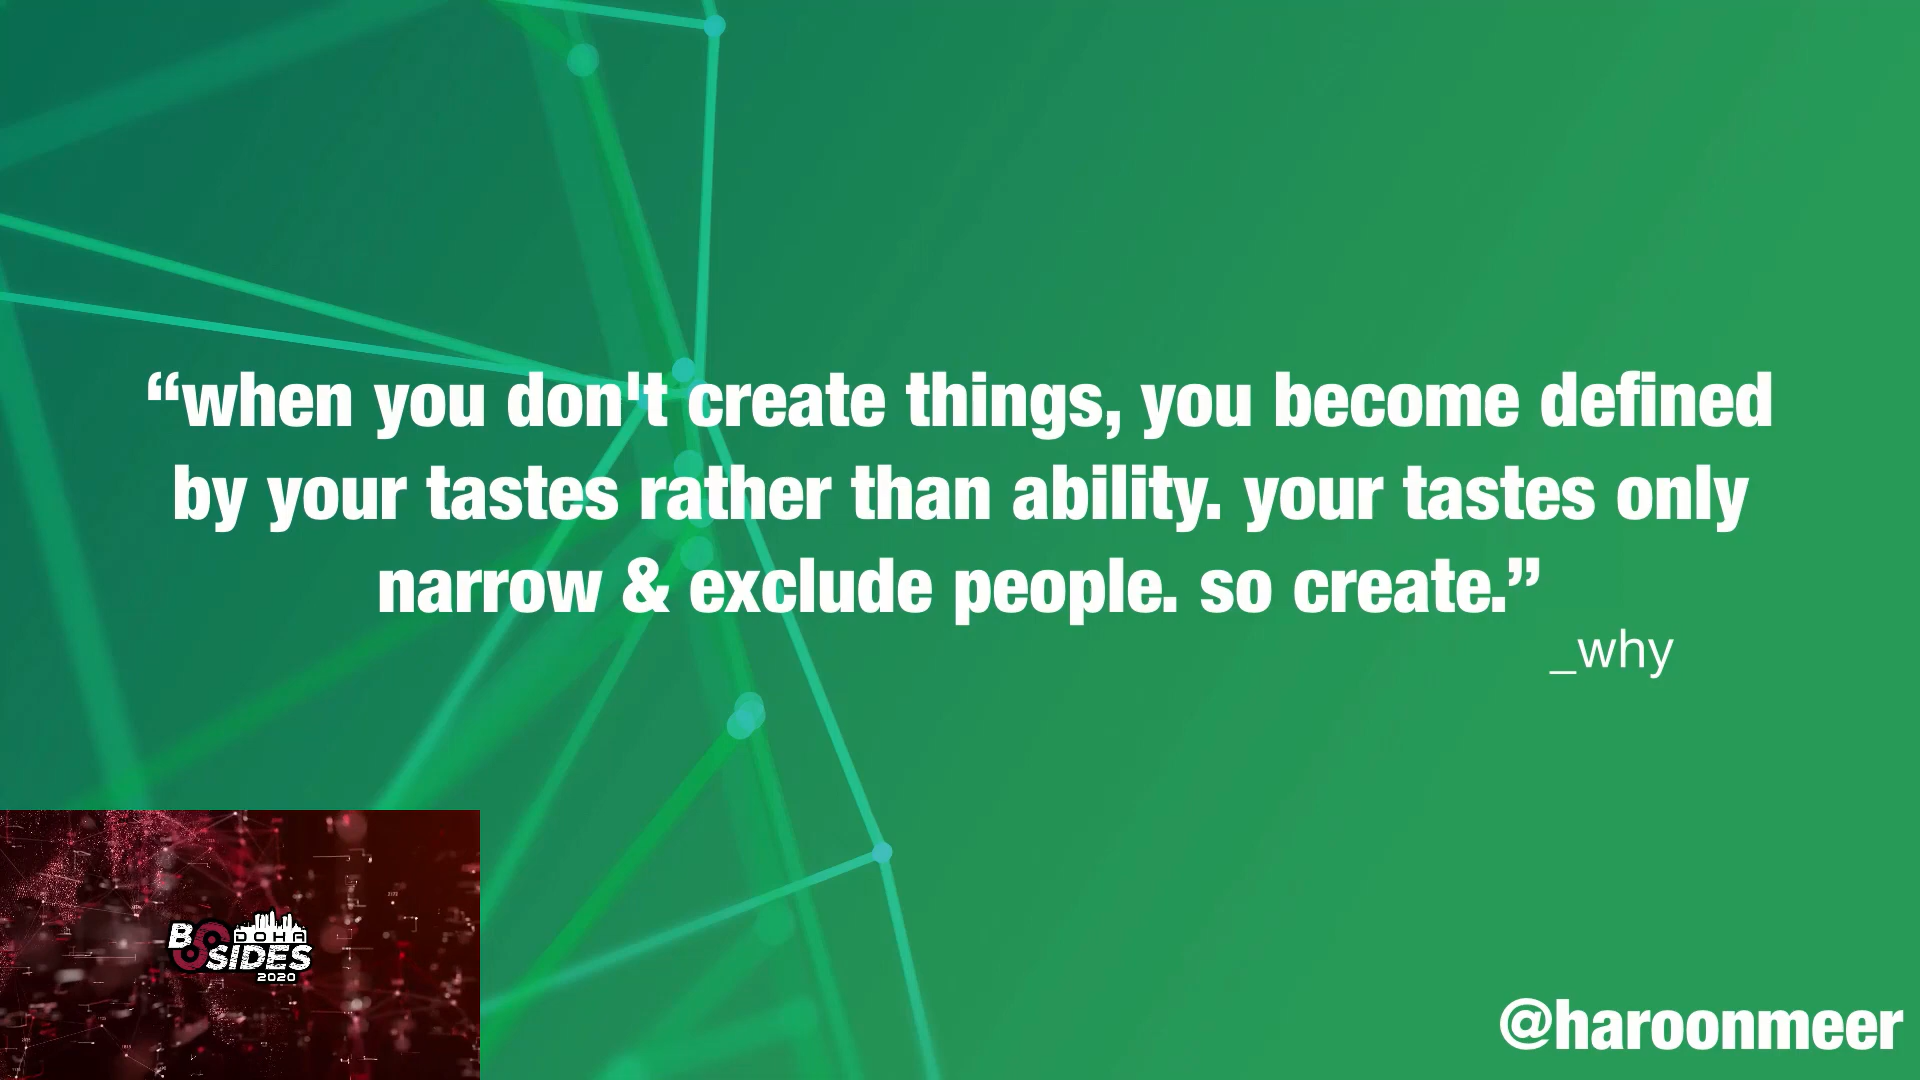 “when you don't create things, you become defined
by your tastes rather than ability. your tastes only
narrow & exclude people. so create.”
_why
BSIDES
DOHA
2020
@haroonmeer